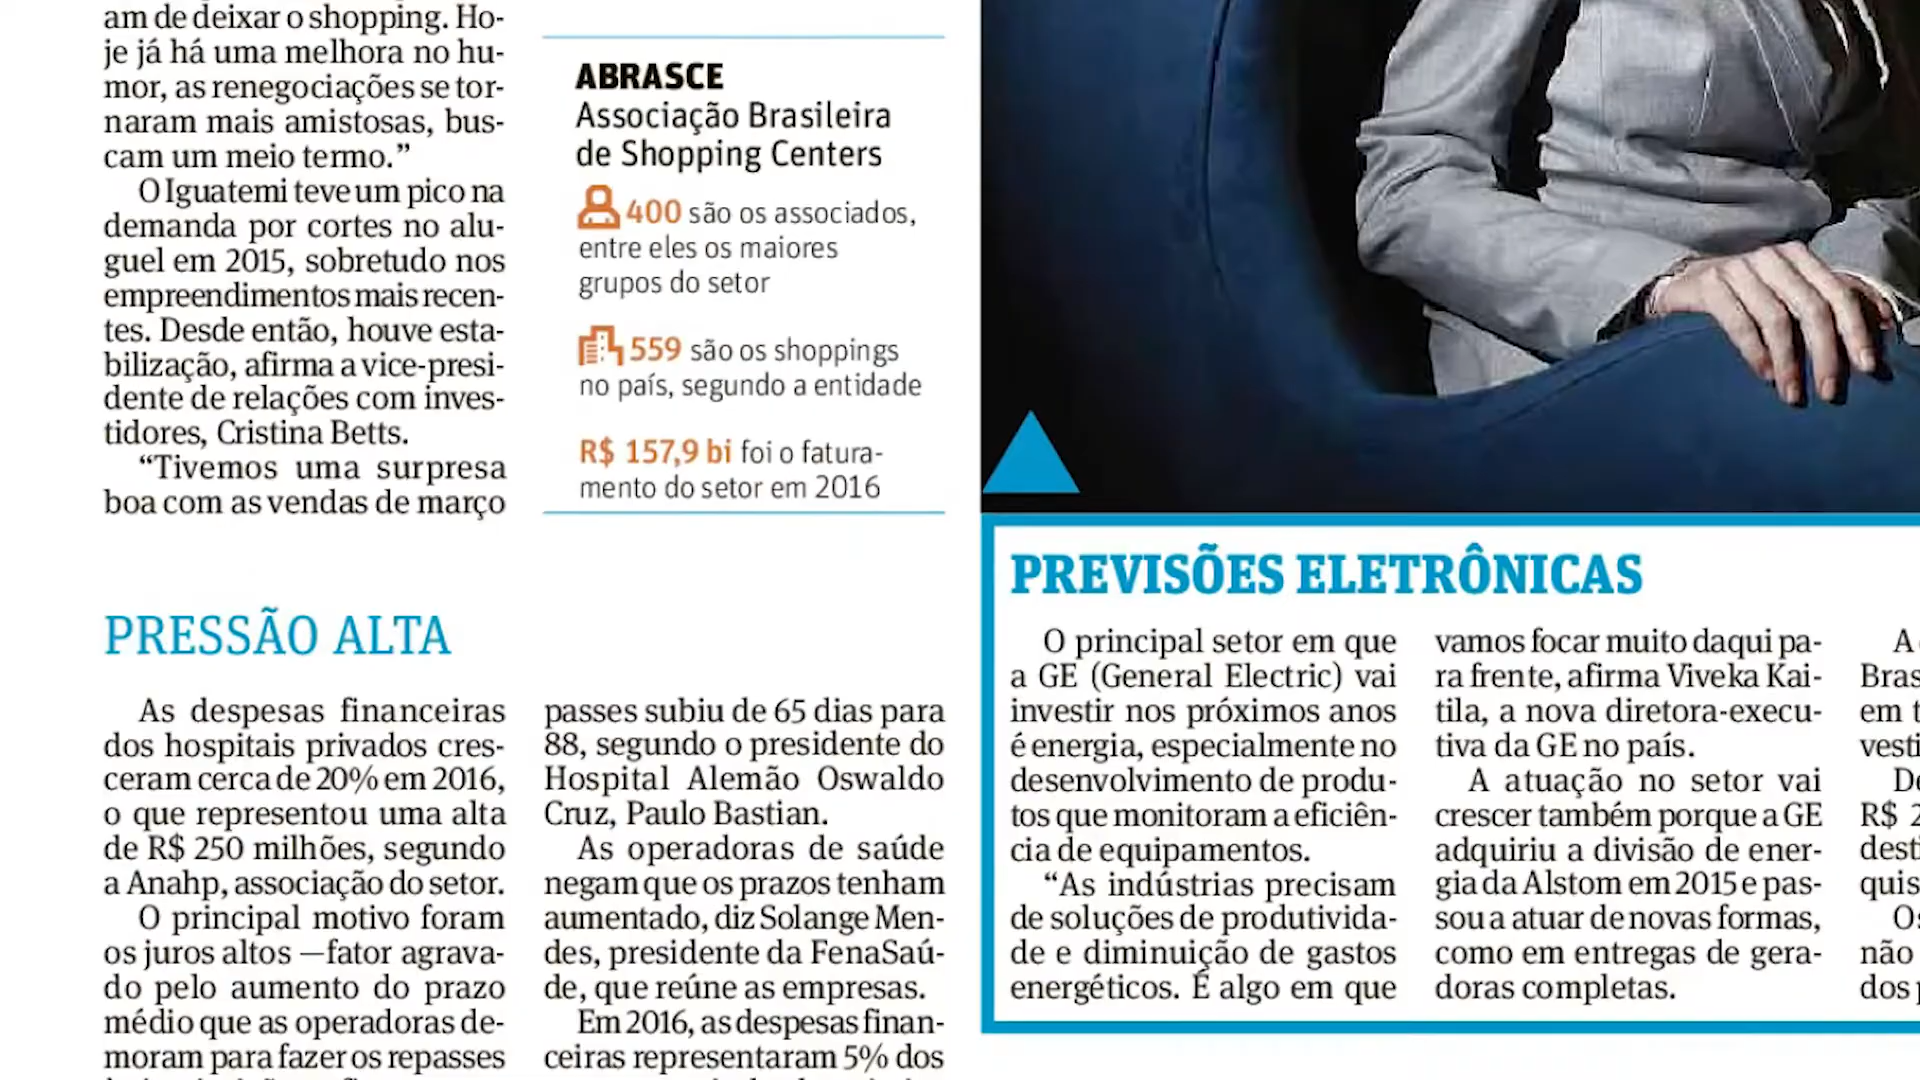 am de deixar o shopping. Ho-
je já há uma melhora no hu-
mor, as renegociações se tor-
naram mais amistosas, bus-
cam um meio termo.”
O Iguatemi teve um pico na
demanda por cortes no alu-
guel em 2015, sobretudo nos
empreendimentos mais recen-
tes. Desde então, houve esta-
bilização, afirma a vice-presi-
dente de relações com inves-
tidores, Cristina Betts.
“Tivemos uma surpresa
boa com as vendas de março
ABRASCE
Associação Brasileira
de Shopping Centers
400 são os associados,
entre eles os maiores
grupos do setor
559 são os shoppings
no país, segundo a entidade
R$ 157,9 bi foi o fatura-
mento do setor em 2016
PRESSÃO ALTA
As despesas financeiras
dos hospitais privados cres-
ceram cerca de 20% em 2016,
o que representou uma alta
de R$ 250 milhões, segundo
a Anahp, associação do setor.
O principal motivo foram
os juros altos —fator agrava-
do pelo aumento do prazo
médio que as operadoras de-
moram para fazer os repasses
passes subiu de 65 dias para
88, segundo o presidente do
Hospital Alemão Oswaldo
Cruz, Paulo Bastian.
As operadoras de saúde
negam que os prazos tenham
aumentado, diz Solange Men-
des, presidente da FenaSaú-
de, que reúne as empresas.
Em 2016, as despesas finan-
ceiras representaram 5% dos
PREVISÕES ELETRÔNICAS
O principal setor em que
a GE (General Electric) vai
investir nos próximos anos
é energia, especialmente no
desenvolvimento de produ-
tos que monitoram a eficiên-
cia de equipamentos.
“As indústrias precisam
de soluções de produtivida-
de e diminuição de gastos
energéticos. É algo em que
vamos focar muito daqui pa-
ra frente, afirma Viveka Kai-
tila, a nova diretora-execu-
tiva da GE no país.
A atuação no setor vai
crescer também porque a GE
adquiriu a divisão de ener-
gia da Alstom em 2015 e pas-
sou a atuar de novas formas,
como em entregas de gera-
doras completas.
A
Bras
em t
vesti
De
R$ 2
desti
quis
Os
não
dos